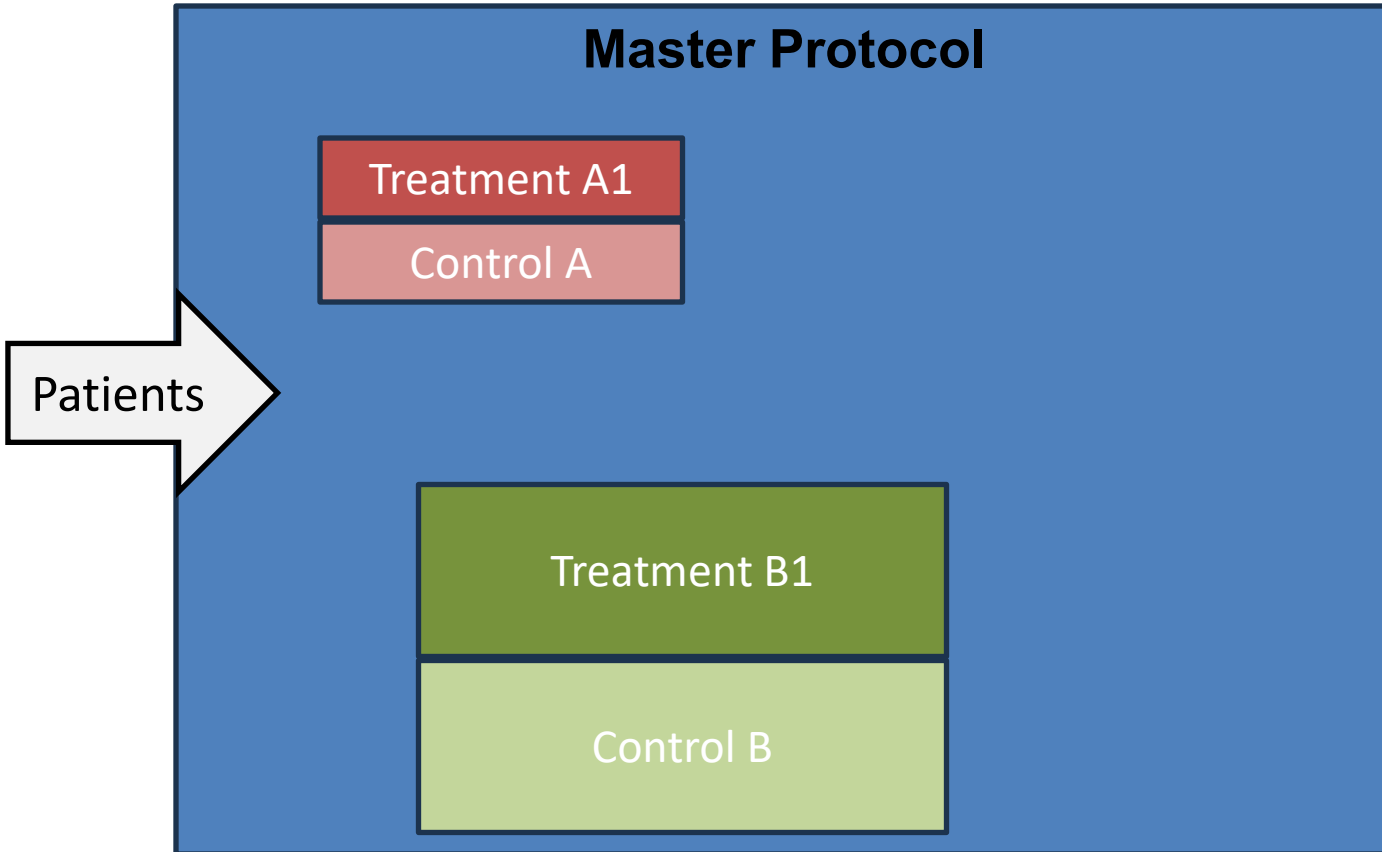 Master Protocol
Treatment A1
Control A
Patients
Treatment B1
Control B